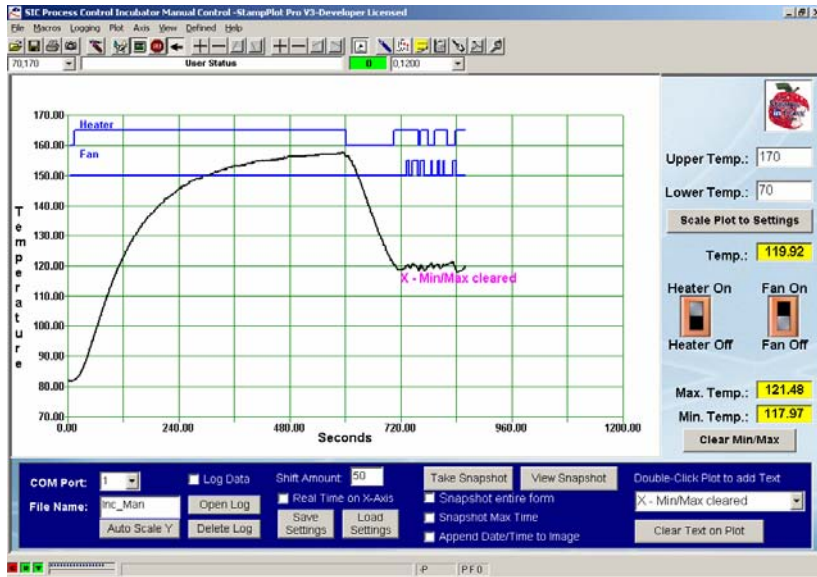 SIC Process Control Incubator Manual Control -StampPlot Pro V3-Developer Licensed
File Macros Logging Plot Axis View Defined Help
70,170 User Status 0 0,1200
170.00
Heater
160.00
Fan
150.00
140.00
130.00
120.00
110.00
100.00
90.00
80.00
70.00
Temperature
X - Min/Max cleared
0.00 240.00 480.00 720.00 960.00 1200.00
Seconds
Upper Temp.: 170
Lower Temp.: 70
Scale Plot to Settings
Temp.: 119.92
Heater On Fan On
Heater Off Fan Off
Max. Temp.: 121.48
Min. Temp.: 117.97
Clear Min/Max
COM Port: 1 Log Data Shift Amount: 50 Take Snapshot View Snapshot Double-Click Plot to add Text
File Name: Inc_Man Open Log Real Time on X-Axis Snapshot entire form X - Min/Max cleared
Auto Scale Y Delete Log Save Settings Load Settings Snapshot Max Time
Append Date/Time to Image Clear Text on Plot
-P PF0